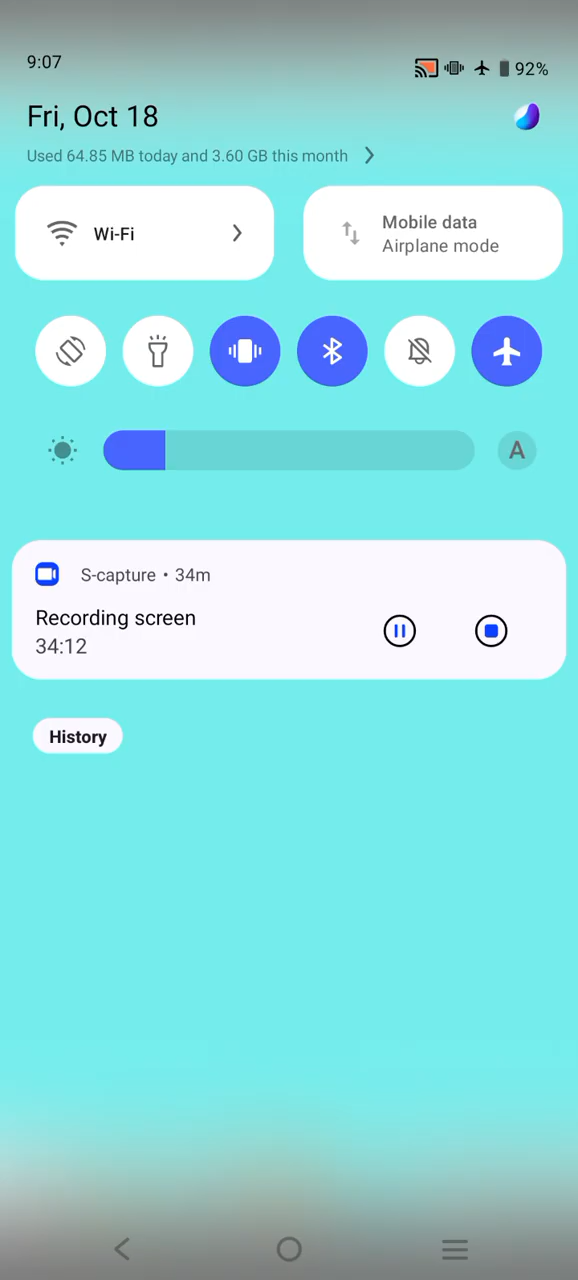 9:07
92%
Fri, Oct 18
Used 64.85 MB today and 3.60 GB this month
Wi-Fi
Mobile data
Airplane mode
A
S-capture • 34m
Recording screen
34:12
History